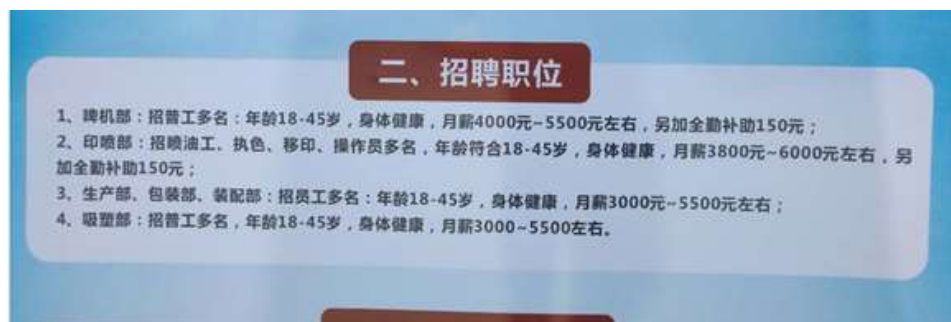 二、招聘职位
1、啤机部：招普工多名：年龄18-45岁，身体健康，月薪4000元~5500元左右，另加全勤补助150元；
2、印喷部：招喷油工、执色、移印、操作员多名，年龄符合18-45岁，身体健康，月薪3800元~6000元左右，另
加全勤补助150元；
3、生产部、包装部、装配部：招员工多名：年龄18-45岁，身体健康，月薪3000元~5500元左右；
4、吸塑部：招普工多名，年龄18-45岁，身体健康，月薪3000~5500左右。